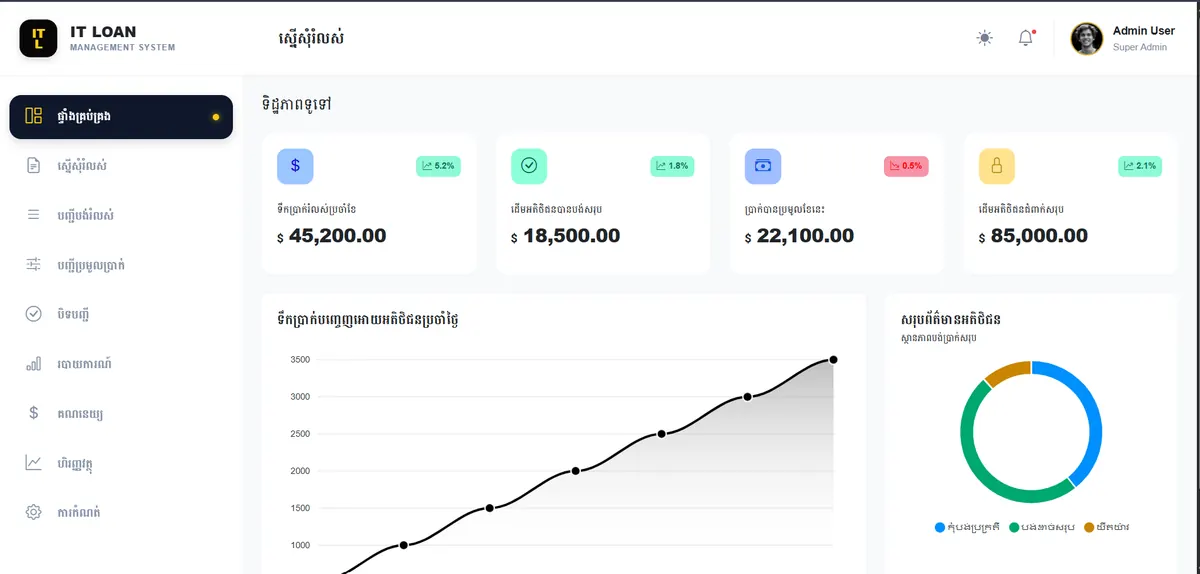 IT
L
IT LOAN
MANAGEMENT SYSTEM
ស្នើសុំរំលស់
Admin User
Super Admin
ផ្ទាំងគ្រប់គ្រង
ស្នើសុំរំលស់
បញ្ជីបង់រំលស់
បញ្ជីប្រមូលប្រាក់
បិទបញ្ជី
របាយការណ៍
គណនេយ្យ
ហិរញ្ញវត្ថុ
ការកំណត់
ទិដ្ឋភាពទូទៅ
$
5.2%
ទឹកប្រាក់រំលស់ប្រចាំខែ
$ 45,200.00
1.8%
ដើមអតិថិជនបានបង់សរុប
$ 18,500.00
0.5%
ប្រាក់បានប្រមូលខែនេះ
$ 22,100.00
2.1%
ដើមអតិថិជនជំពាក់សរុប
$ 85,000.00
ទឹកប្រាក់បញ្ចេញអោយអតិថិជនប្រចាំថ្ងៃ
3500
3000
2500
2000
1500
1000
សរុបព័ត៌មានអតិថិជន
ស្ថានភាពបង់ប្រាក់សរុប
កំពុងបង់ប្រក្រតី
បង់ដាច់សរុប
យឺតយ៉ាវ